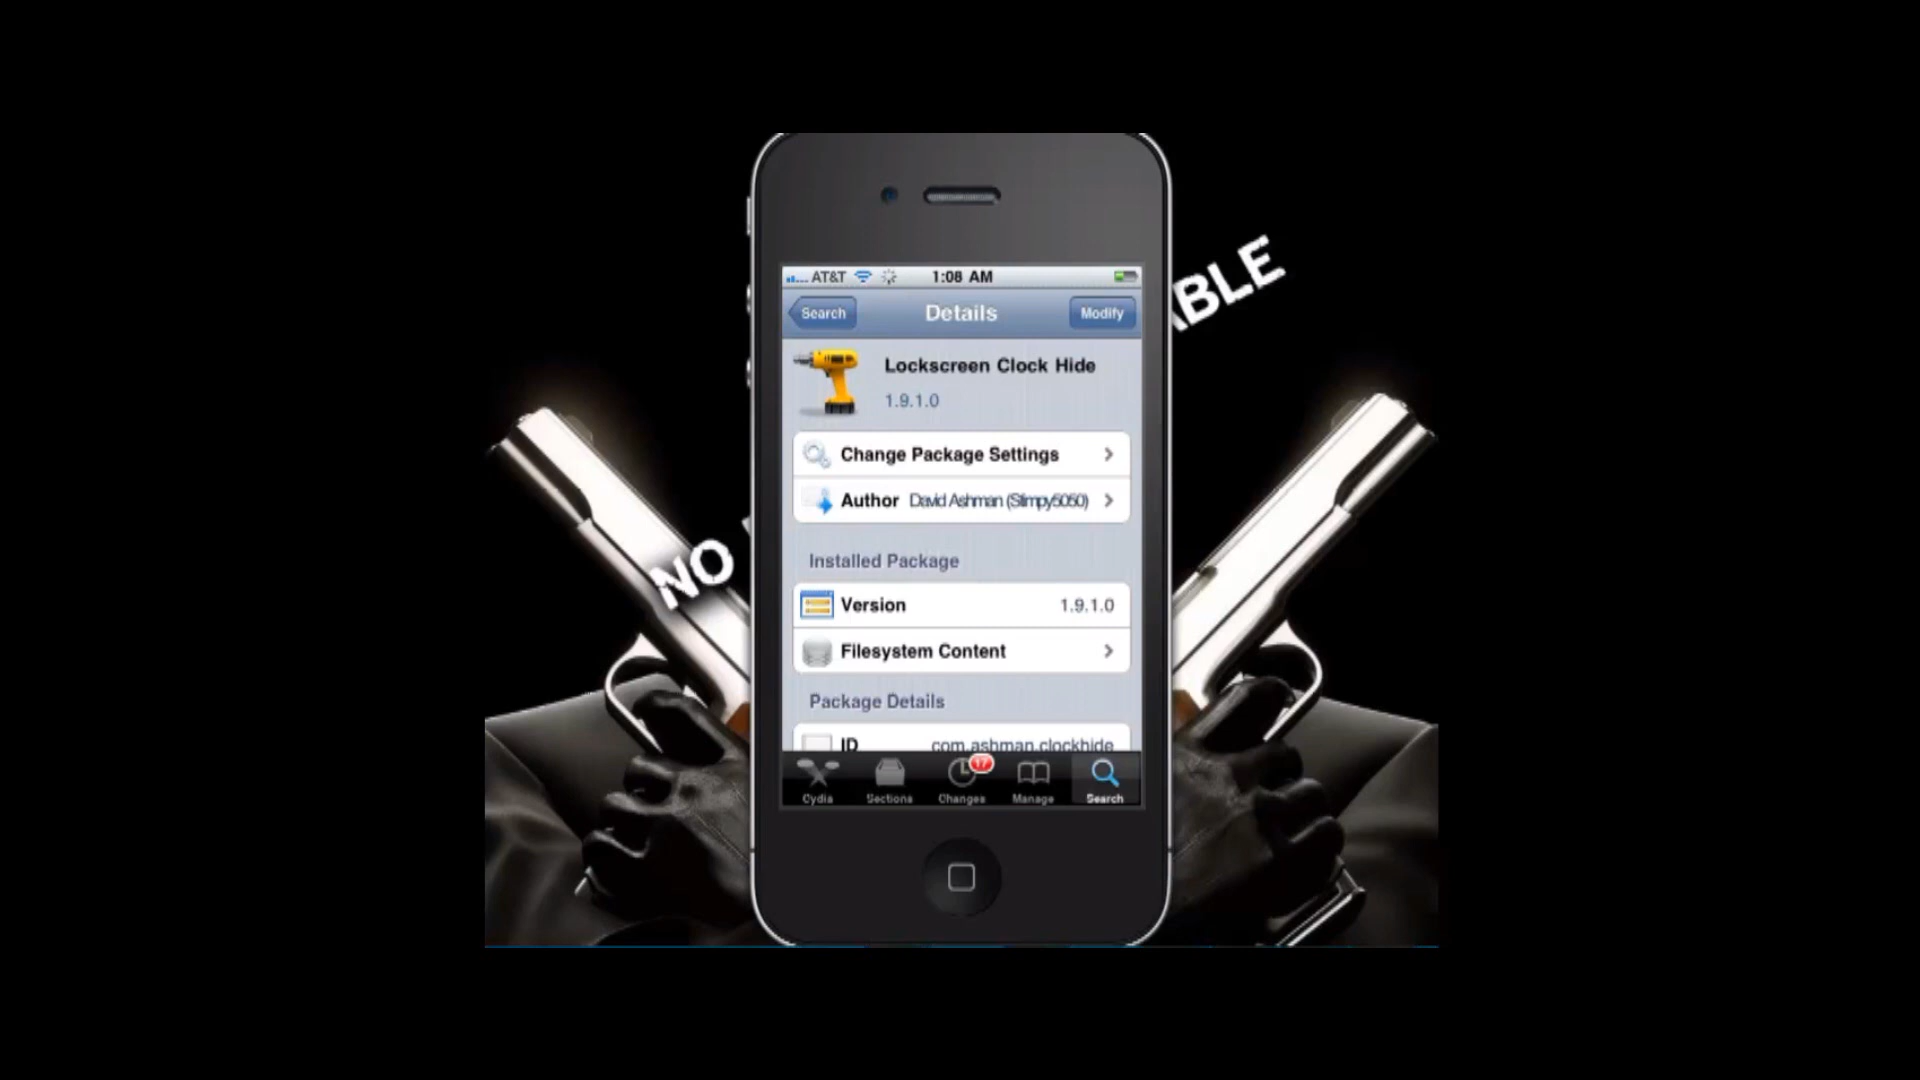 AT&T 1:08 AM
Search Details Modify
Lockscreen Clock Hide
1.9.1.0
Change Package Settings
Author David Ashman (Stimpy5050)
Installed Package
Version 1.9.1.0
Filesystem Content
Package Details
ID com.ashman.clockhide
17
Cydia Sections Changes Manage Search
NO
ABLE